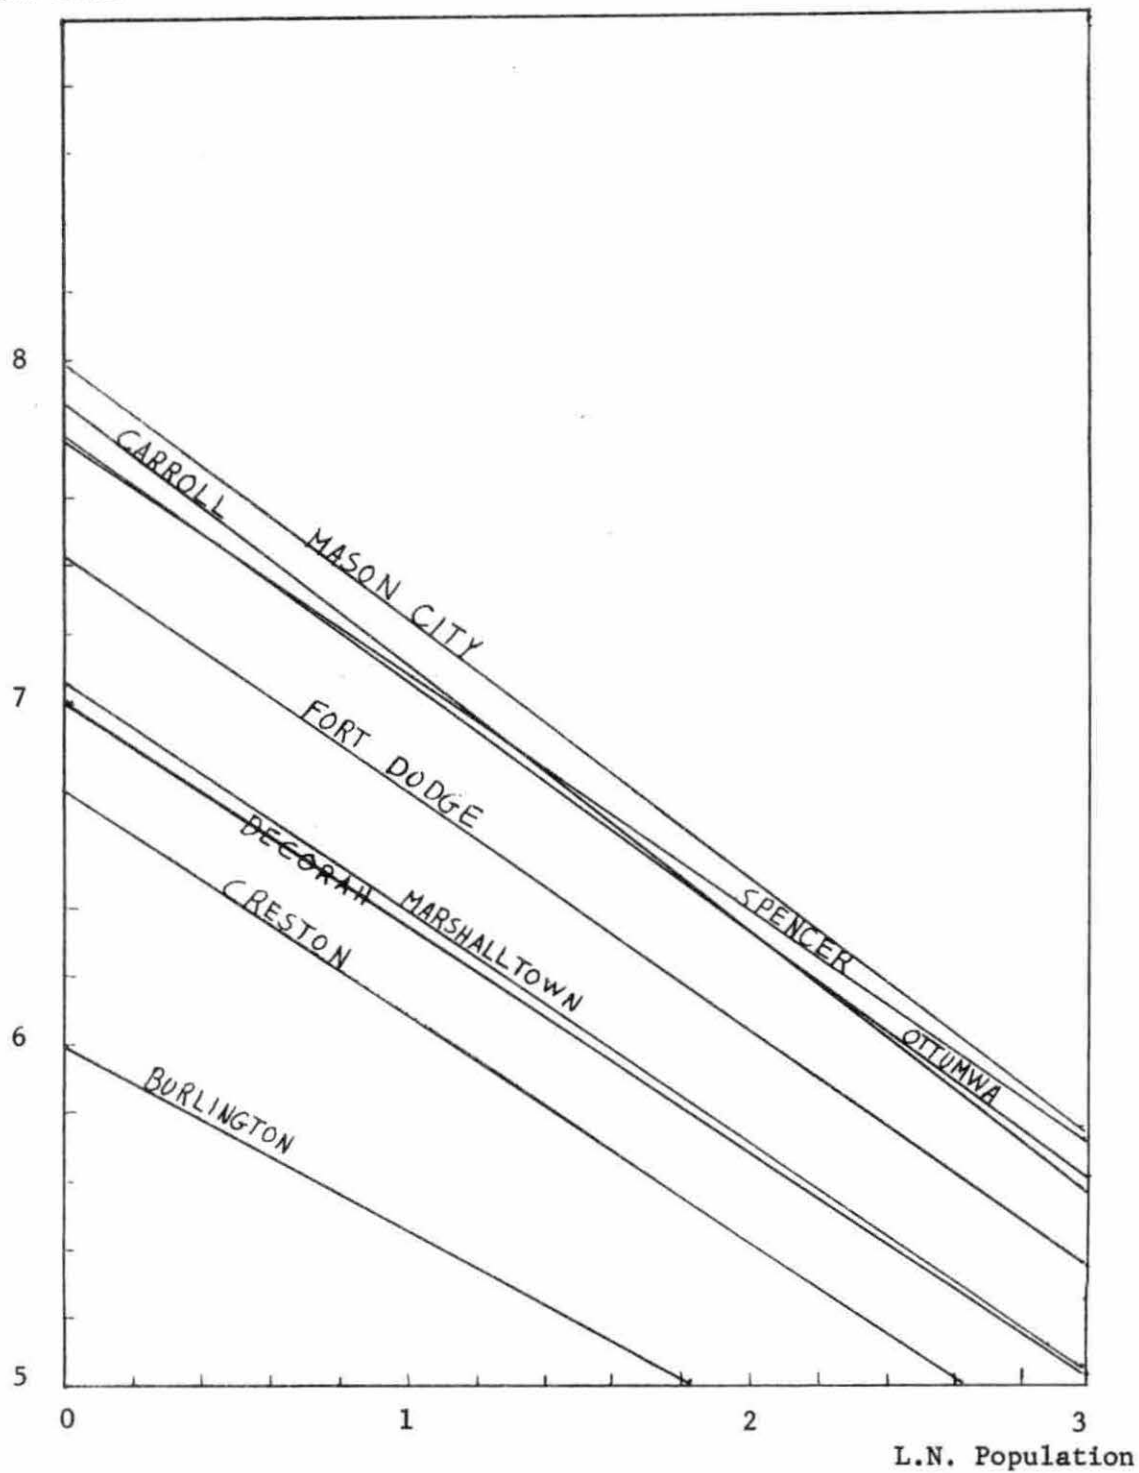 8
CARROLL
MASON CITY
7
FORT DODGE
DECORAH
MARSHALLTOWN
CRESTON
SPENCER
6
OTTUMWA
BURLINGTON
5
0 1 2 3
L.N. Population